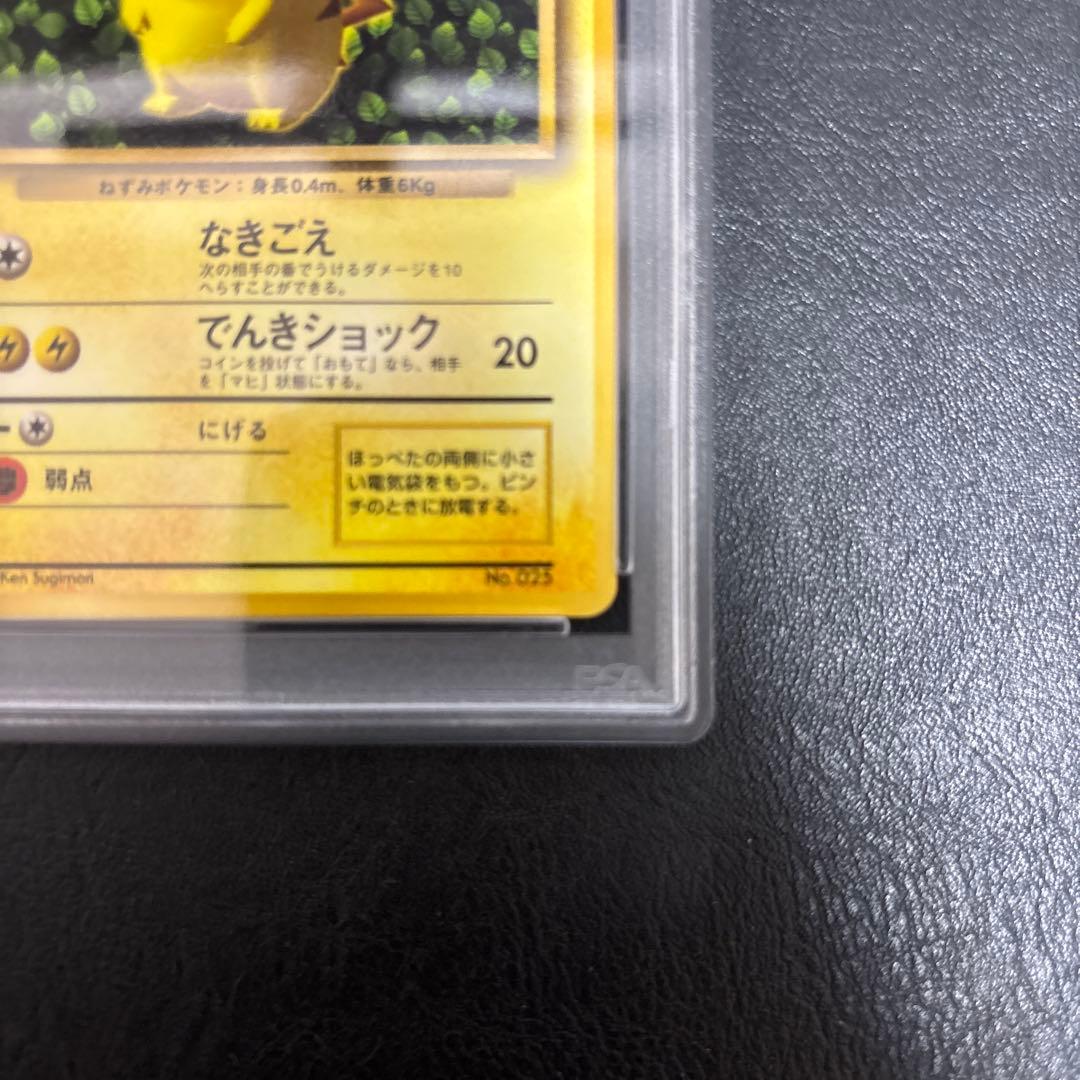 ねずみポケモン：身長0.4m、体重6Kg
なきごえ
次の相手の番でうけるダメージを10
へらすことができる。
でんきショック
20
コインを投げて「おもて」なら、相手
を「マヒ」状態にする。
にげる
弱点
ほっぺたの両側に小さ
い電気袋をもつ。ピン
チのときに放電する。
Ken Sugimori
No.025
PSA